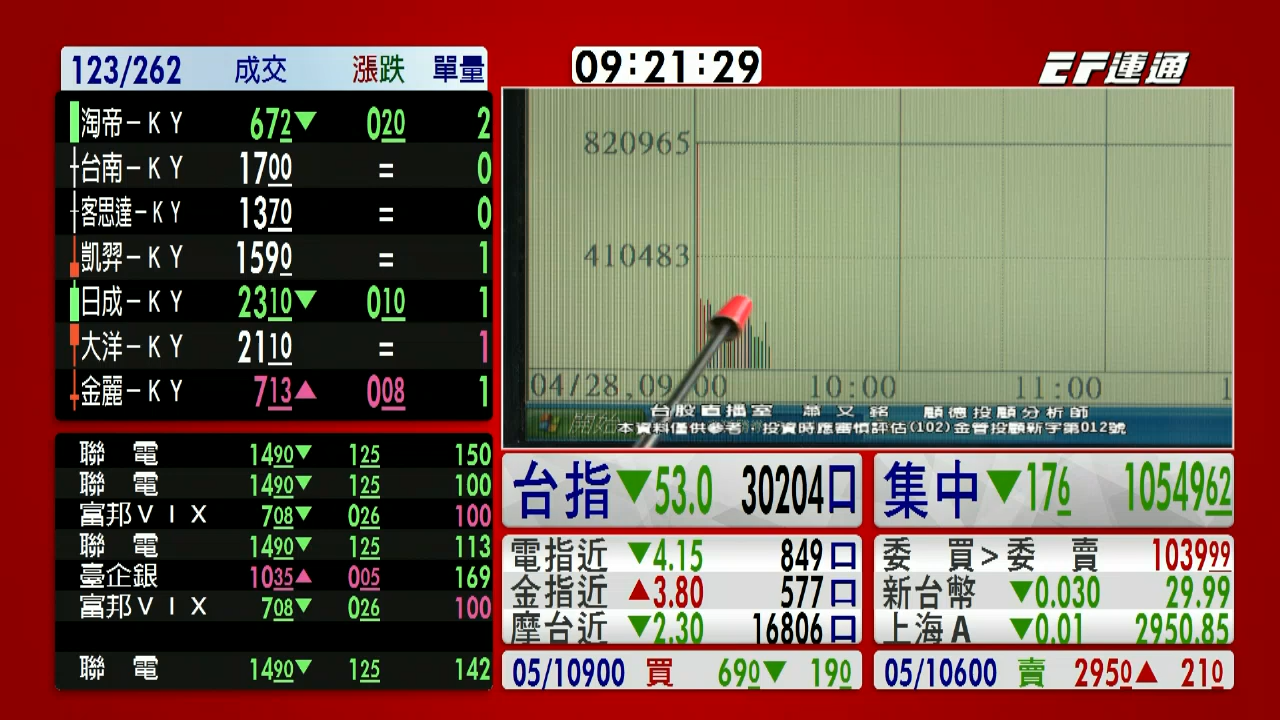 123/262 成交 漲跌 單量
淘帝-KY 672▼ 020 2
台南-KY 1700 = 0
客思達-KY 1370 = 0
凱羿-KY 1590 = 1
日成-KY 2310▼ 010 1
大洋-KY 2110 = 1
金麗-KY 713▲ 008 1
聯電 1490▼ 125 150
聯電 1490▼ 125 100
富邦VIX 708▼ 026 100
聯電 1490▼ 125 113
臺企銀 1035▲ 005 169
富邦VIX 708▼ 026 100
聯電 1490▼ 125 142
09:21:29
EF運通
820965
410483
04/28,09 00 10:00 11:00 1
開始
台股直播室 蕭又銘 顧德投顧分析師
本資料僅供參考 投資時應審慎評估(102)金管投顧新字第012號
台指▼53.0 30204口
電指近 ▼4.15 849口
金指近 ▲3.80 577口
摩台近 ▼2.30 16806口
05/10900 買 690▼ 190
集中▼176 1054962
委買>委賣 103999
新台幣 ▼0.030 29.99
上海A ▼0.01 2950.85
05/10600 賣 2950▲ 210